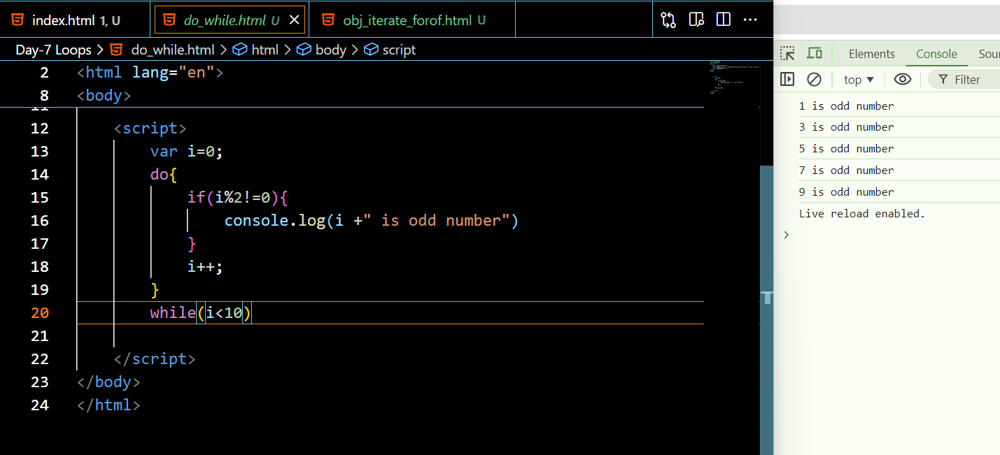 index.html 1, U do_while.html U obj_iterate_forof.html U
Day-7 Loops > do_while.html > html > body > script
2 <html lang="en">
8 <body>
12 <script>
13 var i=0;
14 do{
15 if(i%2!=0){
16 console.log(i +" is odd number")
17 }
18 i++;
19 }
20 while(i<10)
21
22 </script>
23 </body>
24 </html>
Elements Console Sou
top Filter
1 is odd number
3 is odd number
5 is odd number
7 is odd number
9 is odd number
Live reload enabled.
>